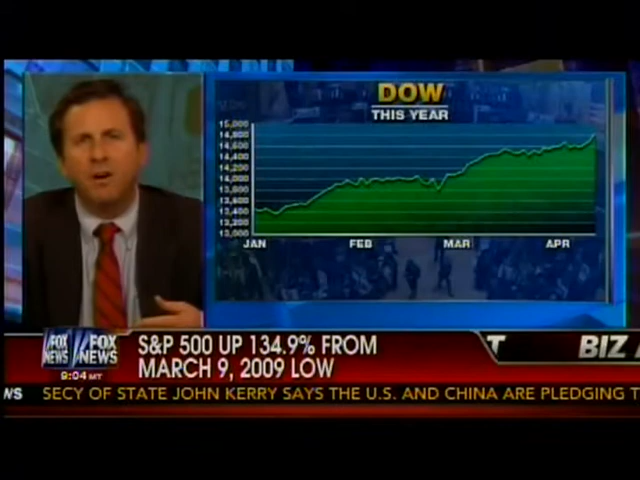 DOW
THIS YEAR
15,000
14,800
14,600
14,400
14,200
14,000
13,800
13,600
13,400
13,200
13,000
JAN FEB MAR APR
FOX NEWS FOX NEWS
9:04 MT
S&P 500 UP 134.9% FROM
MARCH 9, 2009 LOW
T BIZ
WS SECY OF STATE JOHN KERRY SAYS THE U.S. AND CHINA ARE PLEDGING T